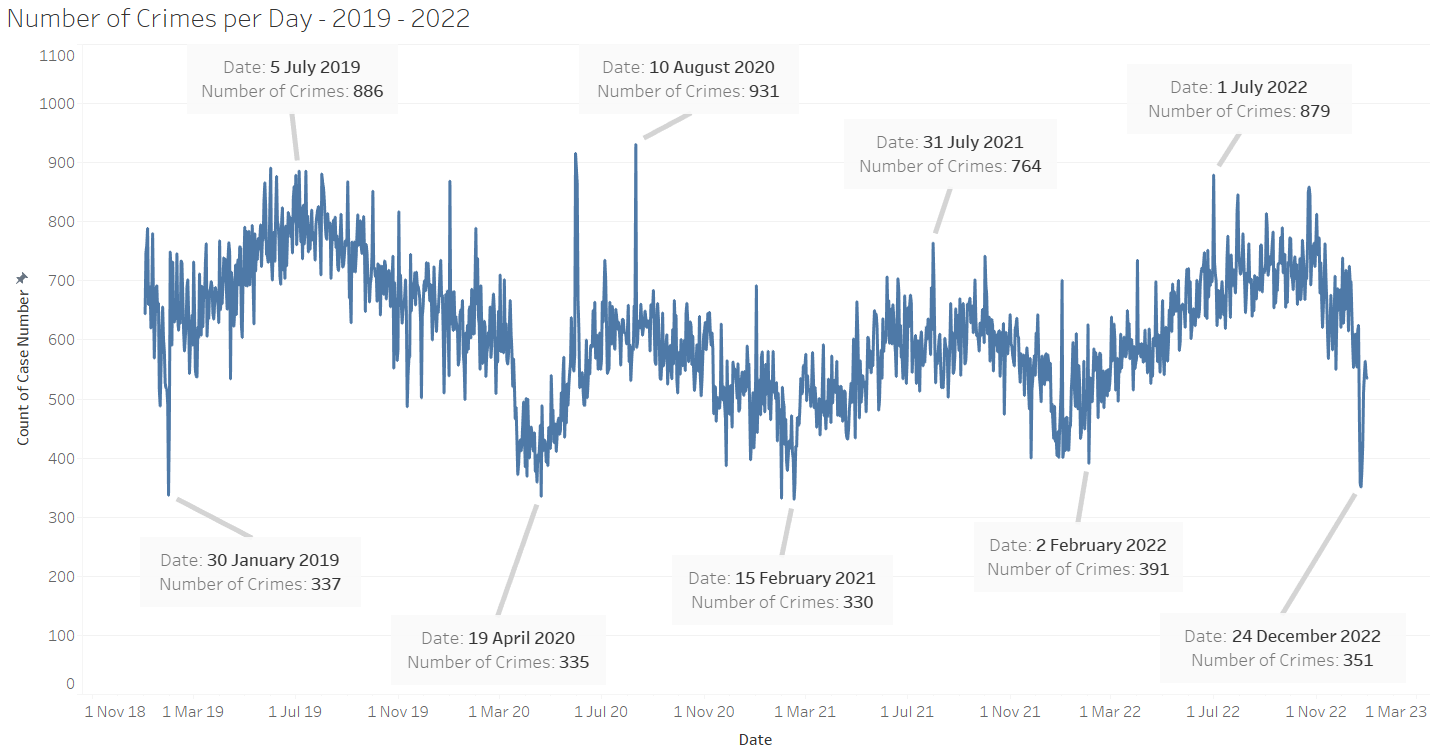 Number of Crimes per Day - 2019 - 2022
Date: 5 July 2019
Number of Crimes: 886
Date: 10 August 2020
Number of Crimes: 931
Date: 1 July 2022
Number of Crimes: 879
Date: 31 July 2021
Number of Crimes: 764
1100
1000
900
800
700
600
500
400
300
200
100
0
Count of Case Number
Date: 30 January 2019
Number of Crimes: 337
Date: 19 April 2020
Number of Crimes: 335
Date: 15 February 2021
Number of Crimes: 330
Date: 2 February 2022
Number of Crimes: 391
Date: 24 December 2022
Number of Crimes: 351
1 Nov 18 1 Mar 19 1 Jul 19 1 Nov 19 1 Mar 20 1 Jul 20 1 Nov 20 1 Mar 21 1 Jul 21 1 Nov 21 1 Mar 22 1 Jul 22 1 Nov 22 1 Mar 23
Date